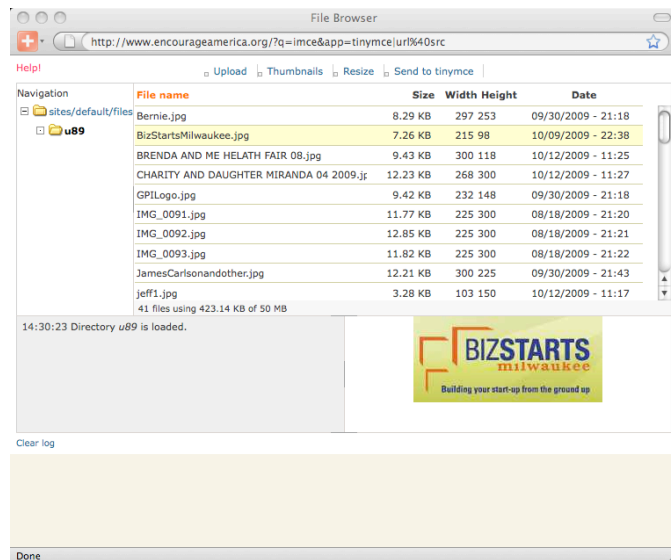 File Browser
http://www.encourageamerica.org/?q=imce&app=tinymce|url%40src
Help!
Upload Thumbnails Resize Send to tinymce
Navigation
sites/default/files
u89
File name Size Width Height Date
Bernie.jpg 8.29 KB 297 253 09/30/2009 - 21:18
BizStartsMilwaukee.jpg 7.26 KB 215 98 10/09/2009 - 22:38
BRENDA AND ME HELATH FAIR 08.jpg 9.43 KB 300 118 10/12/2009 - 11:25
CHARITY AND DAUGHTER MIRANDA 04 2009.jp 12.23 KB 268 300 10/12/2009 - 11:27
GPILogo.jpg 9.42 KB 232 148 09/30/2009 - 21:18
IMG_0091.jpg 11.77 KB 225 300 08/18/2009 - 21:20
IMG_0092.jpg 12.85 KB 225 300 08/18/2009 - 21:21
IMG_0093.jpg 11.82 KB 225 300 08/18/2009 - 21:22
JamesCarlsonandother.jpg 12.21 KB 300 225 09/30/2009 - 21:43
jeff1.jpg 3.28 KB 103 150 10/12/2009 - 11:17
41 files using 423.14 KB of 50 MB
14:30:23 Directory u89 is loaded.
BIZSTARTS
milwaukee
Building your start-up from the ground up
Clear log
Done